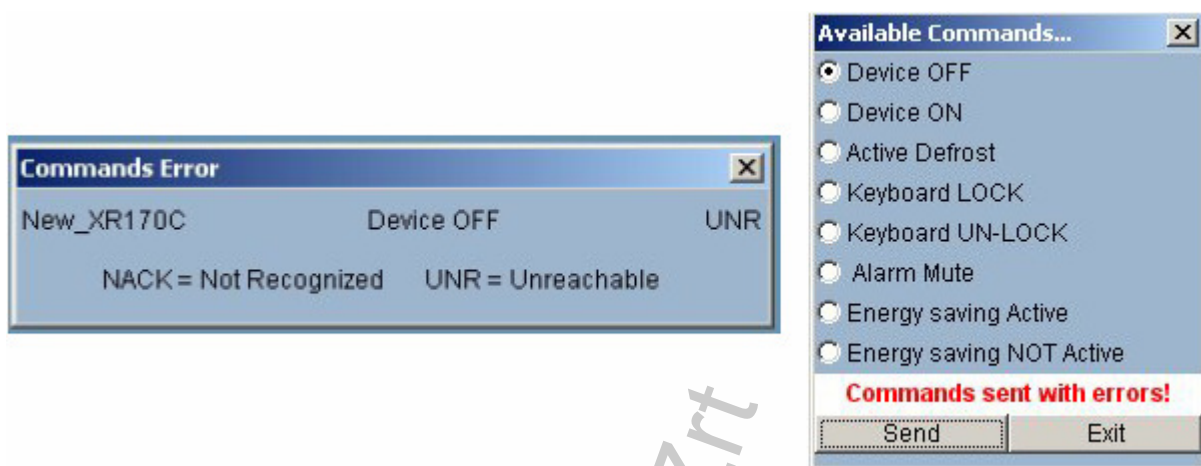 Commands Error
New_XR170C Device OFF UNR
NACK = Not Recognized UNR = Unreachable
Available Commands...
Device OFF
Device ON
Active Defrost
Keyboard LOCK
Keyboard UN-LOCK
Alarm Mute
Energy saving Active
Energy saving NOT Active
Commands sent with errors!
Send Exit
zrt